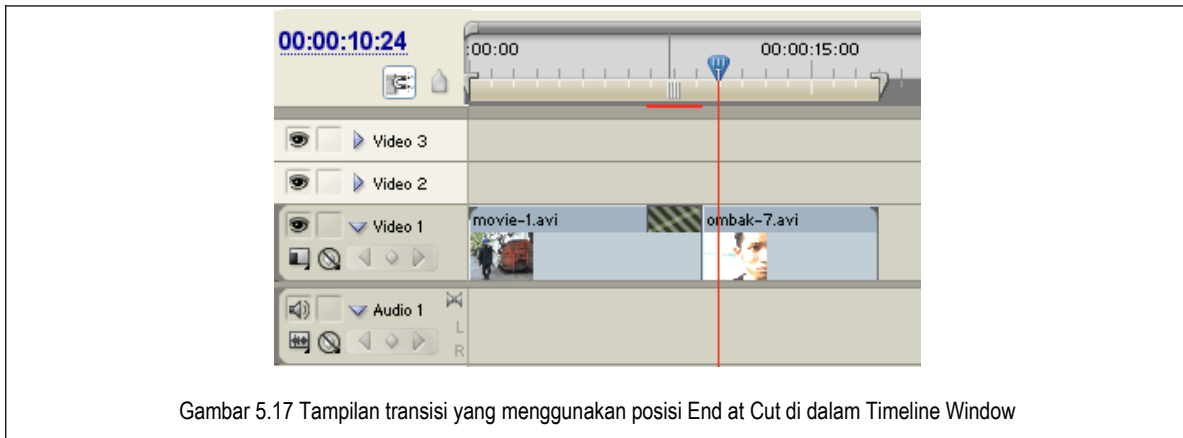 00:00:10:24
:00:00 00:00:15:00
Video 3
Video 2
Video 1
movie-1.avi ombak-7.avi
Audio 1
L
R
Gambar 5.17 Tampilan transisi yang menggunakan posisi End at Cut di dalam Timeline Window